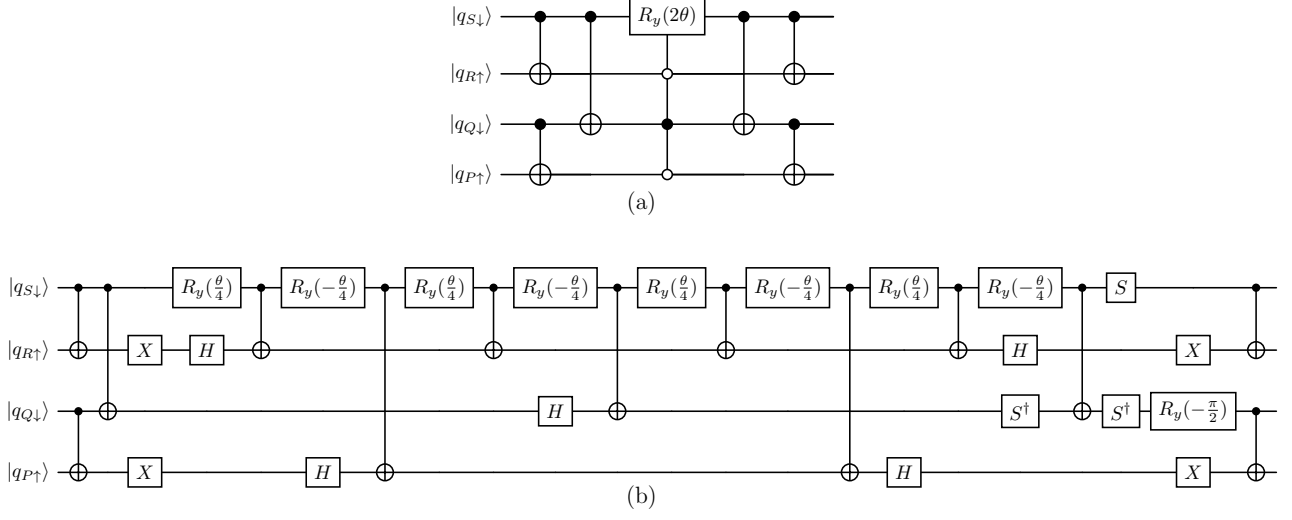 |q_{S↓}⟩ R_y(2θ)
|q_{R↑}⟩
|q_{Q↓}⟩
|q_{P↑}⟩
(a)
|q_{S↓}⟩ R_y(θ/4) R_y(-θ/4) R_y(θ/4) R_y(-θ/4) R_y(θ/4) R_y(-θ/4) R_y(θ/4) R_y(-θ/4) S
|q_{R↑}⟩ X H H X
|q_{Q↓}⟩ H S† S† R_y(-π/2)
|q_{P↑}⟩ X H H X
(b)